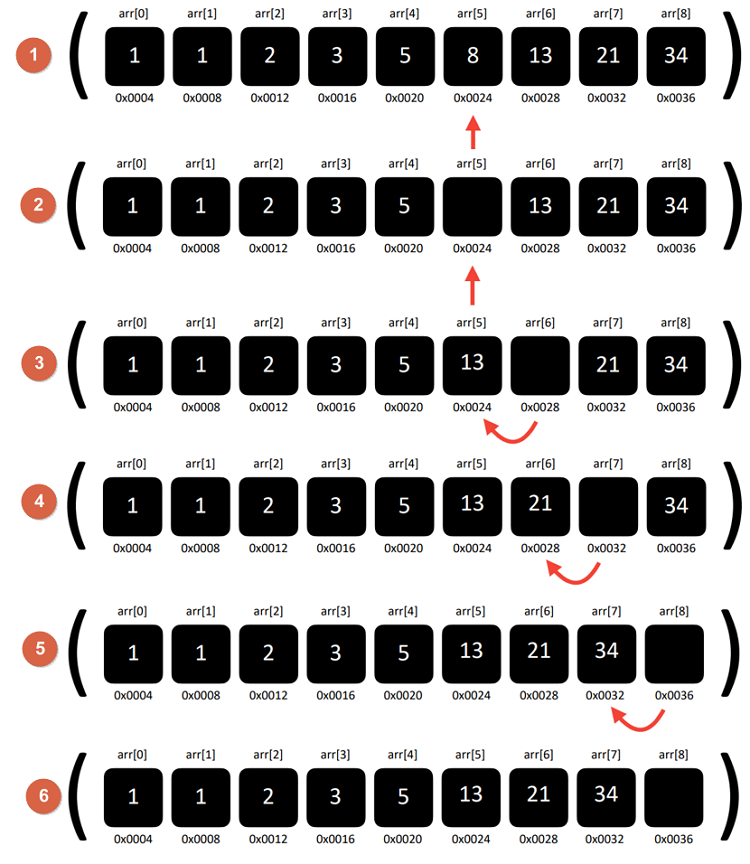 arr[0] arr[1] arr[2] arr[3] arr[4] arr[5] arr[6] arr[7] arr[8]
1 ( 1 1 2 3 5 8 13 21 34 )
0x0004 0x0008 0x0012 0x0016 0x0020 0x0024 0x0028 0x0032 0x0036
arr[0] arr[1] arr[2] arr[3] arr[4] arr[5] arr[6] arr[7] arr[8]
2 ( 1 1 2 3 5 13 21 34 )
0x0004 0x0008 0x0012 0x0016 0x0020 0x0024 0x0028 0x0032 0x0036
arr[0] arr[1] arr[2] arr[3] arr[4] arr[5] arr[6] arr[7] arr[8]
3 ( 1 1 2 3 5 13 21 34 )
0x0004 0x0008 0x0012 0x0016 0x0020 0x0024 0x0028 0x0032 0x0036
arr[0] arr[1] arr[2] arr[3] arr[4] arr[5] arr[6] arr[7] arr[8]
4 ( 1 1 2 3 5 13 21 34 )
0x0004 0x0008 0x0012 0x0016 0x0020 0x0024 0x0028 0x0032 0x0036
arr[0] arr[1] arr[2] arr[3] arr[4] arr[5] arr[6] arr[7] arr[8]
5 ( 1 1 2 3 5 13 21 34 )
0x0004 0x0008 0x0012 0x0016 0x0020 0x0024 0x0028 0x0032 0x0036
arr[0] arr[1] arr[2] arr[3] arr[4] arr[5] arr[6] arr[7] arr[8]
6 ( 1 1 2 3 5 13 21 34 )
0x0004 0x0008 0x0012 0x0016 0x0020 0x0024 0x0028 0x0032 0x0036